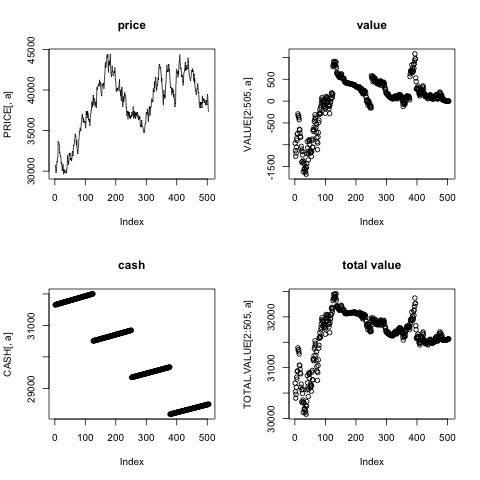 price
PRICE[, a]
45000
40000
35000
30000
0 100 200 300 400 500
Index
value
VALUE[2:505, a]
500
0
-500
-1500
0 100 200 300 400 500
Index
cash
CASH[, a]
31000
29000
0 100 200 300 400 500
Index
total value
TOTAL.VALUE[2:505, a]
32000
31000
30000
0 100 200 300 400 500
Index